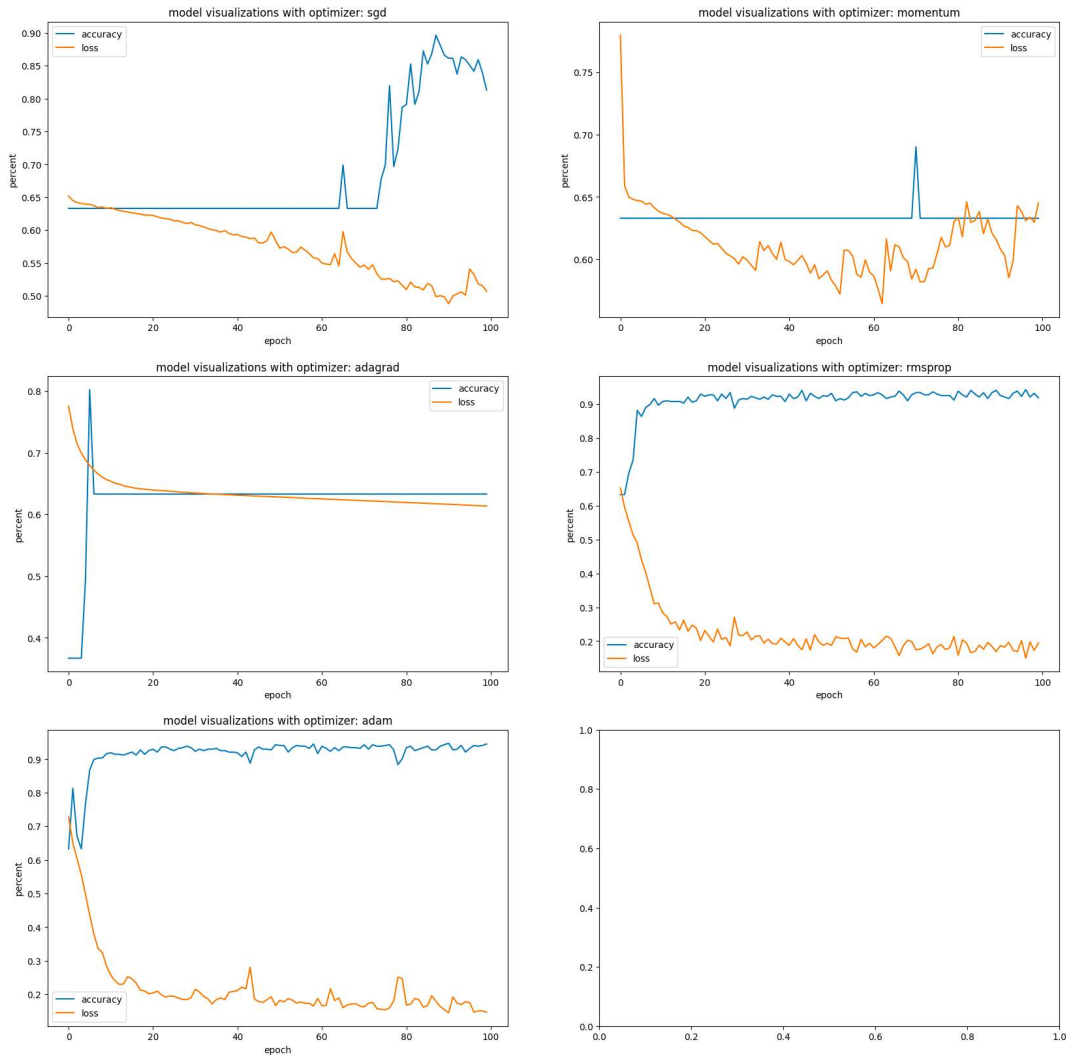 model visualizations with optimizer: sgd
accuracy
loss
0.90
0.85
0.80
0.75
0.70
0.65
0.60
0.55
0.50
percent
0 20 40 60 80 100
epoch
model visualizations with optimizer: momentum
accuracy
loss
0.75
0.70
0.65
0.60
percent
0 20 40 60 80 100
epoch
model visualizations with optimizer: adagrad
accuracy
loss
0.8
0.7
0.6
0.5
0.4
percent
0 20 40 60 80 100
epoch
model visualizations with optimizer: rmsprop
0.9
0.8
0.7
0.6
0.5
0.4
0.3
0.2
percent
accuracy
loss
0 20 40 60 80 100
epoch
model visualizations with optimizer: adam
0.9
0.8
0.7
0.6
0.5
0.4
0.3
0.2
percent
accuracy
loss
0 20 40 60 80 100
epoch
1.0
0.8
0.6
0.4
0.2
0.0
0.0 0.2 0.4 0.6 0.8 1.0